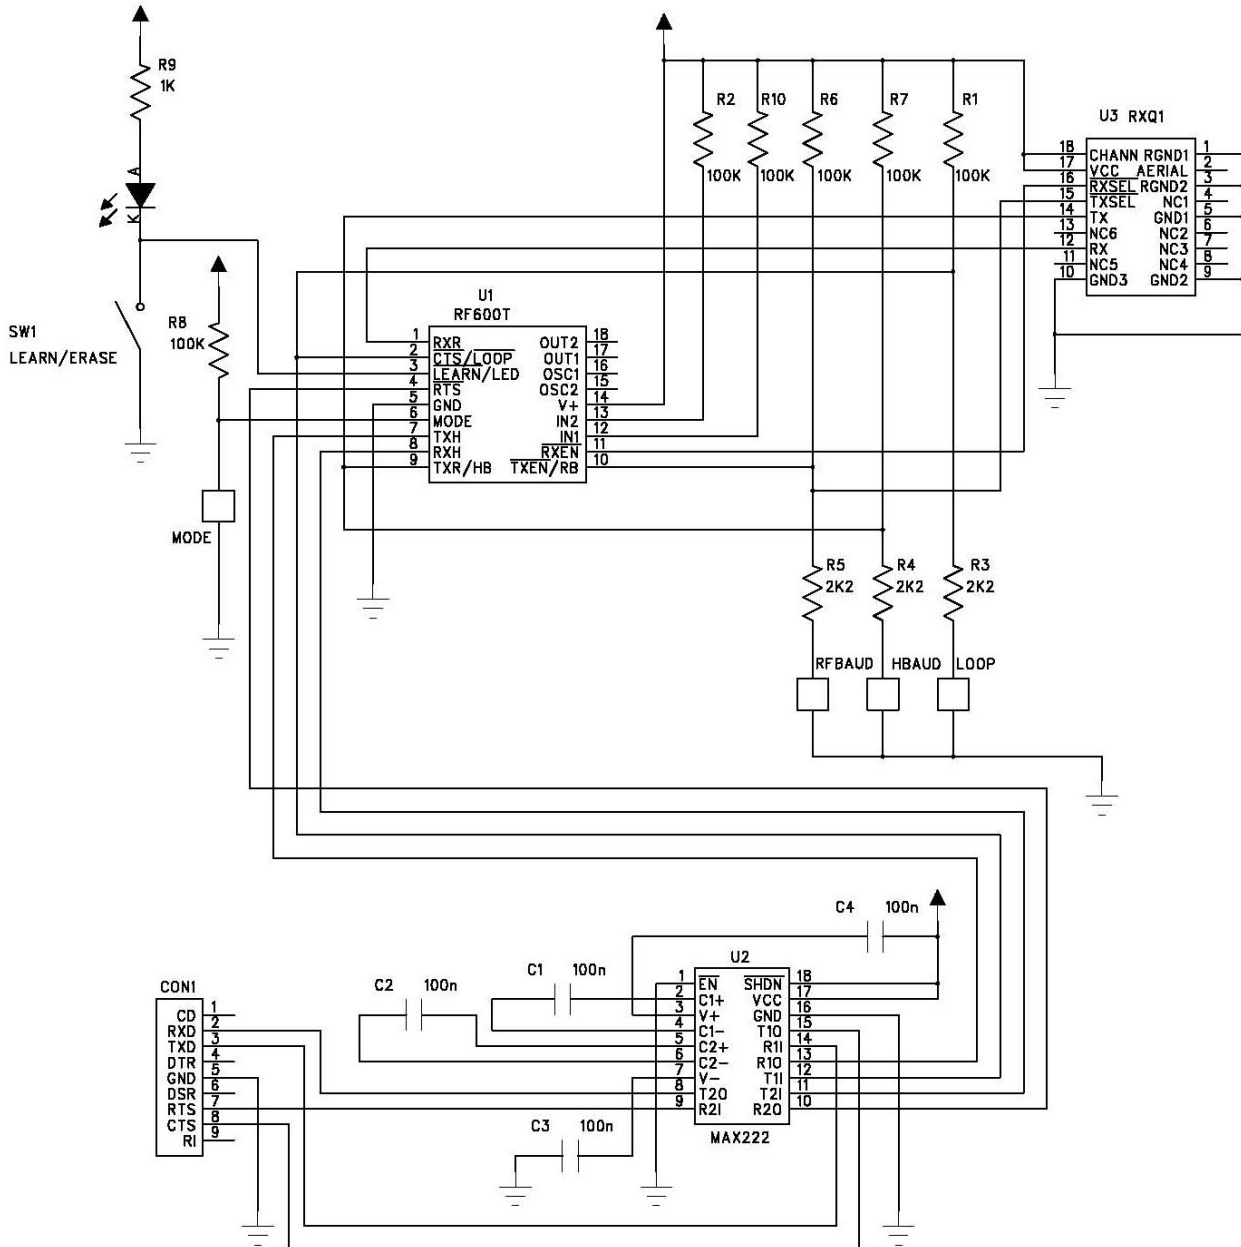 R9
1K
A
K
SW1
LEARN/ERASE
R8
100K
MODE
R2
100K
R10
100K
R6
100K
R7
100K
R1
100K
U3 RXQ1
18 CHANN RGND1 1
17 VCC AERIAL 2
16 RXSEL RGND2 3
15 TXSEL NC1 4
14 TX GND1 5
13 NC6 NC2 6
12 RX NC3 7
11 NC5 NC4 8
10 GND3 GND2 9
U1
RF600T
1 RXR OUT2 18
2 CTS/LOOP OUT1 17
3 LEARN/LED OSC1 16
4 RTS OSC2 15
5 GND V+ 14
6 MODE IN2 13
7 TXH IN1 12
8 RXH RXEN 11
9 TXR/HB TXEN/RB 10
R5
2K2
R4
2K2
R3
2K2
RFBAUD
HBAUD
LOOP
C4 100n
C1 100n
C2 100n
U2
1 EN SHDN 18
2 C1+ VCC 17
3 V+ GND 16
4 C1- T1O 15
5 C2+ R1I 14
6 C2- R1O 13
7 V- T1I 12
8 T2O T2I 11
9 R2I R2O 10
MAX222
C3 100n
CON1
CD 1
RXD 2
TXD 3
DTR 4
GND 5
DSR 6
RTS 7
CTS 8
RI 9